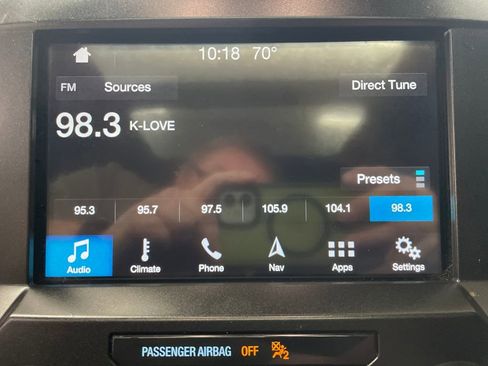 10:18 70°
FM Sources Direct Tune
98.3 K-LOVE
Presets
95.3 95.7 97.5 105.9 104.1 98.3
Audio Climate Phone Nav Apps Settings
PASSENGER AIRBAG OFF 2